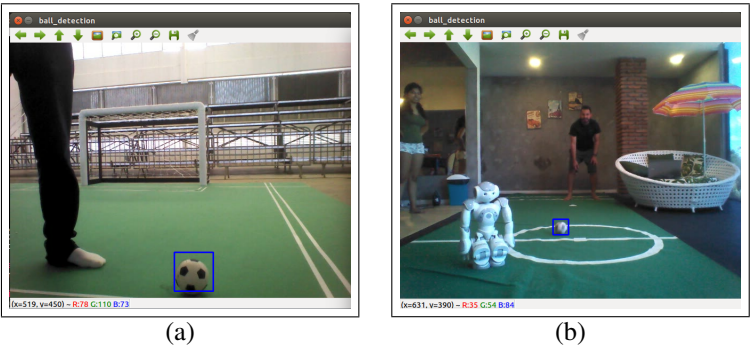 ball_detection
(x=519, y=450) ~ R:78 G:110 B:73
(a)
ball_detection
(x=631, y=390) ~ R:35 G:54 B:84
(b)